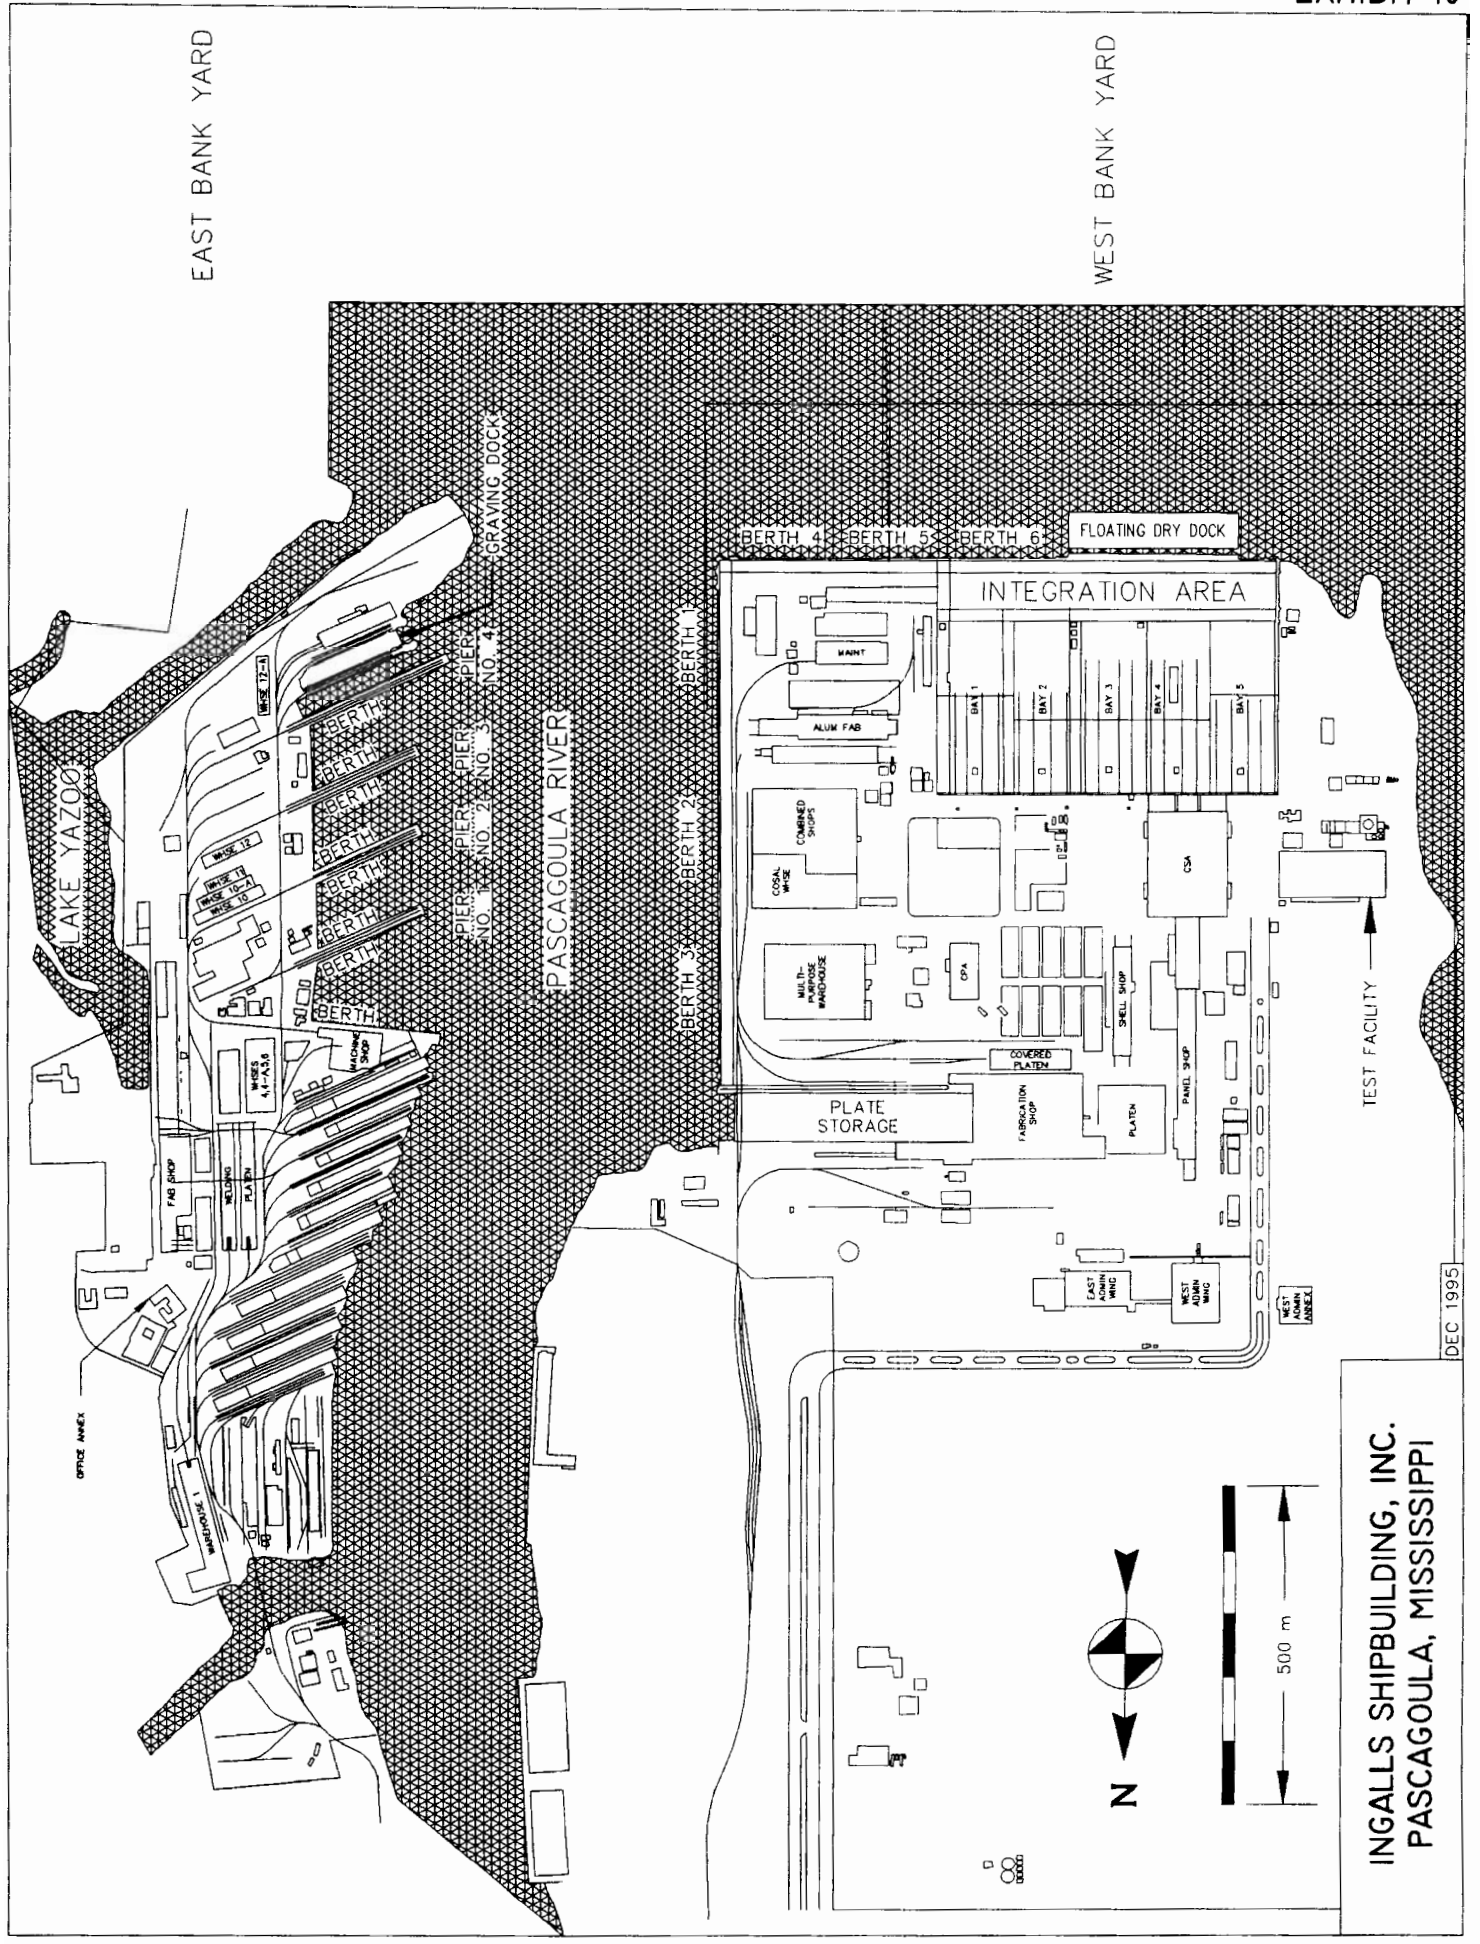 EAST BANK YARD
WEST BANK YARD
LAKE YAZOO
OFFICE ANNEX
WAREHOUSE 1
FAB SHOP
WELDING
PLATEN
WHSES
4,4-A,5,6
MACHINE
SHOP
WHSE 10
WHSE 10-A
WHSE 11
WHSE 12
WHSE 12-A
BERTH
BERTH
BERTH
BERTH
BERTH
BERTH
BERTH
BERTH
PIER
NO. 1
PIER
NO. 2
PIER
NO. 3
PIER
NO. 4
GRAVING DOCK
PASCAGOULA RIVER
BERTH 3
BERTH 2
BERTH 1
BERTH 4
BERTH 5
BERTH 6
FLOATING DRY DOCK
INTEGRATION AREA
MAINT
ALUM FAB
BAY 1
BAY 2
BAY 3
BAY 4
BAY 5
COMBINED
SHOPS
COSAL
WHSE
CSA
MULTI-
PURPOSE
WAREHOUSE
CPA
SHELL SHOP
COVERED
PLATEN
PLATE
STORAGE
FABRICATION
SHOP
PLATEN
PANEL SHOP
TEST FACILITY
EAST
ADMIN
WING
WEST
ADMIN
WING
WEST
ADMIN
ANNEX
N
500 m
DEC 1995
INGALLS SHIPBUILDING, INC.
PASCAGOULA, MISSISSIPPI